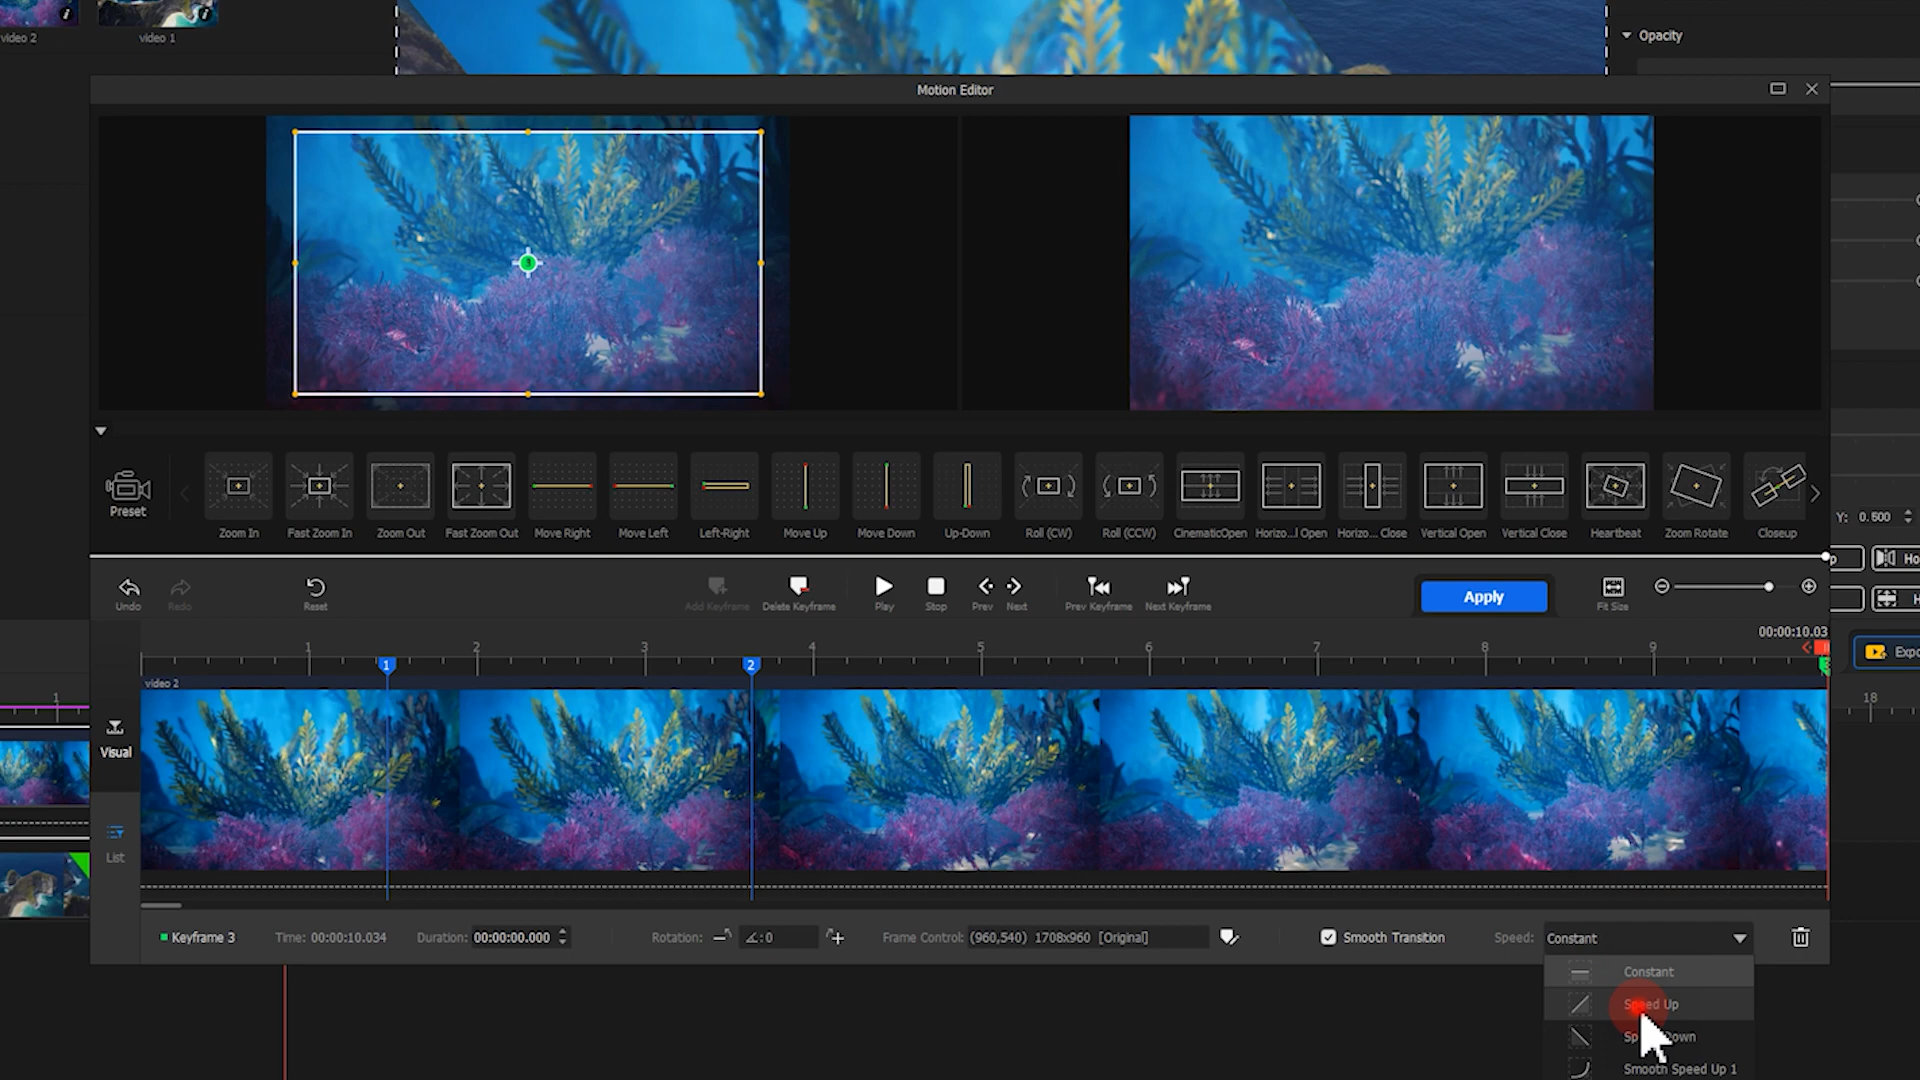 video 2
video 1
Opacity
Motion Editor
3
Preset
Zoom In
Fast Zoom In
Zoom Out
Fast Zoom Out
Move Right
Move Left
Left-Right
Move Up
Move Down
Up-Down
Roll (CW)
Roll (CCW)
CinematicOpen
Horizo...l Open
Horizo... Close
Vertical Open
Vertical Close
Heartbeat
Zoom Rotate
Closeup
Y: 0.500
Ho
Undo
Redo
Reset
Add Keyframe
Delete Keyframe
Play
Stop
Prev
Next
Prev Keyframe
Next Keyframe
Apply
Fit Size
H
00:00:10.03
1 2 3 4 5 6 7 8 9
1 2
Expo
video 2
1
18
Visual
List
Keyframe 3
Time: 00:00:10.034
Duration: 00:00:00.000
Rotation:
∠:0
Frame Control: (960,540) 1708x960 [Original]
Smooth Transition
Speed: Constant
Constant
Speed Up
Down
Smooth Speed Up 1